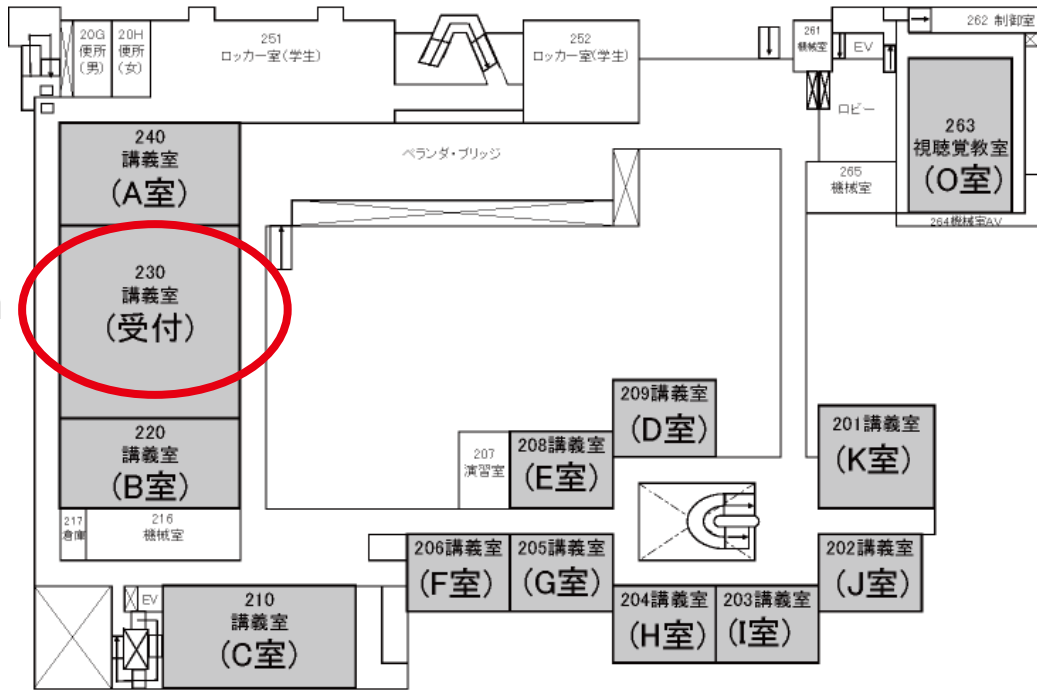 20G
便所
(男)
20H
便所
(女)
251
ロッカー室(学生)
252
ロッカー室(学生)
261
機械室
EV
262 制御室
ロビー
263
視聴覚教室
(O室)
265
機械室
264機械室AV
240
講義室
(A室)
ベランダ・ブリッジ
230
講義室
(受付)
220
講義室
(B室)
217
倉庫
216
機械室
209講義室
(D室)
207
演習室
208講義室
(E室)
201講義室
(K室)
206講義室
(F室)
205講義室
(G室)
202講義室
(J室)
204講義室
(H室)
203講義室
(I室)
EV
210
講義室
(C室)